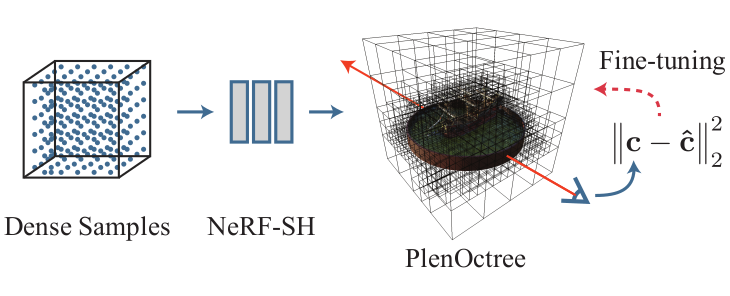 Fine-tuning
‖c − ĉ‖₂²
Dense Samples
NeRF-SH
PlenOctree